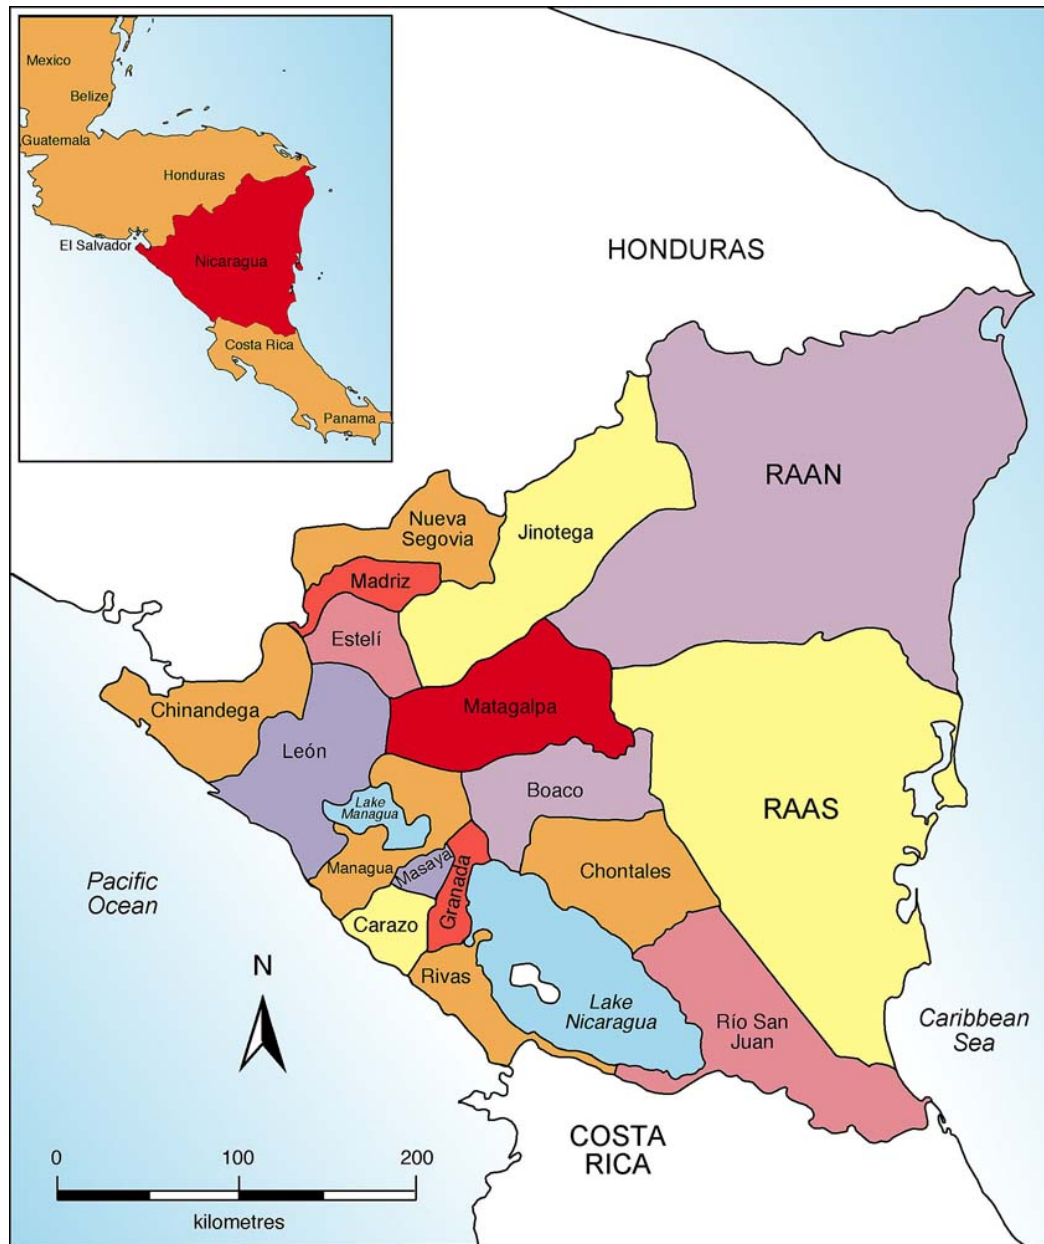 Mexico
Belize
Guatemala
Honduras
El Salvador
Nicaragua
Costa Rica
Panama
HONDURAS
RAAN
Nueva
Segovia
Jinotega
Madriz
Estelí
Chinandega
Matagalpa
León
Boaco
Lake
Managua
RAAS
Managua
Masaya
Granada
Chontales
Pacific
Ocean
Carazo
N
Rivas
Lake
Nicaragua
Río San
Juan
Caribbean
Sea
COSTA
RICA
0 100 200
kilometres